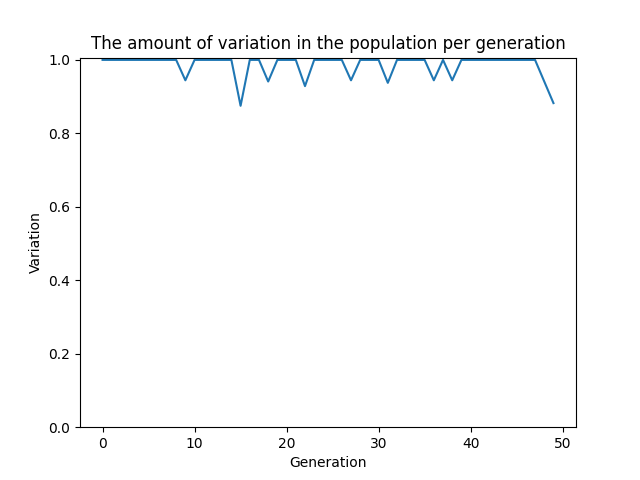 The amount of variation in the population per generation
1.0
0.8
0.6
0.4
0.2
0.0
Variation
0 10 20 30 40 50
Generation